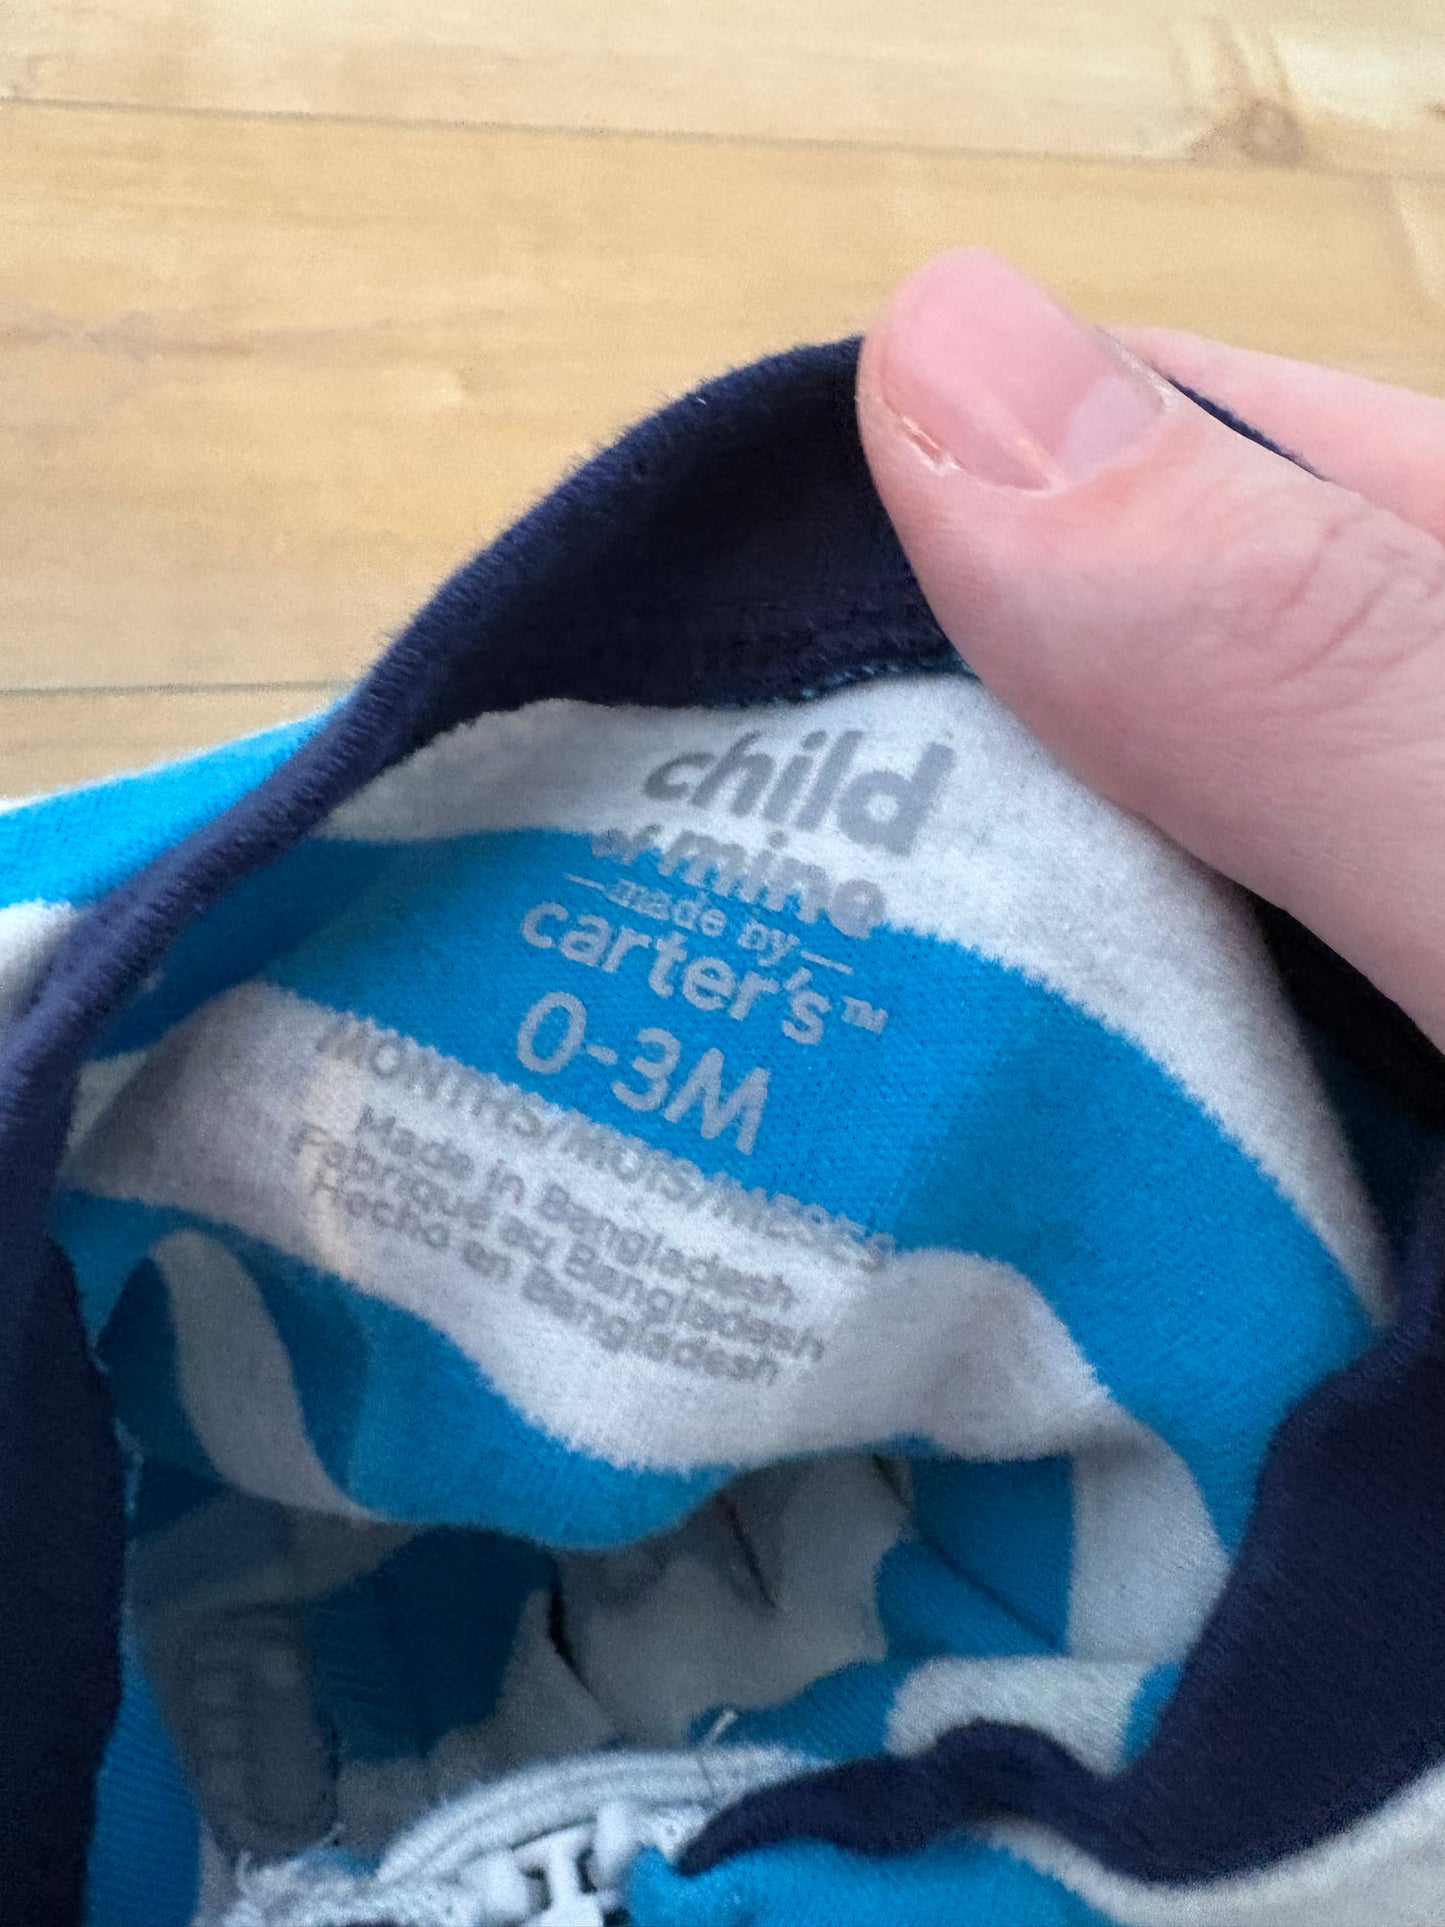 child
of mine
—made by—
carter's™
0-3M
/MONTHS/MOIS/MESES
Made in Bangladesh
Fabriqué au Bangladesh
Hecho en Bangladesh